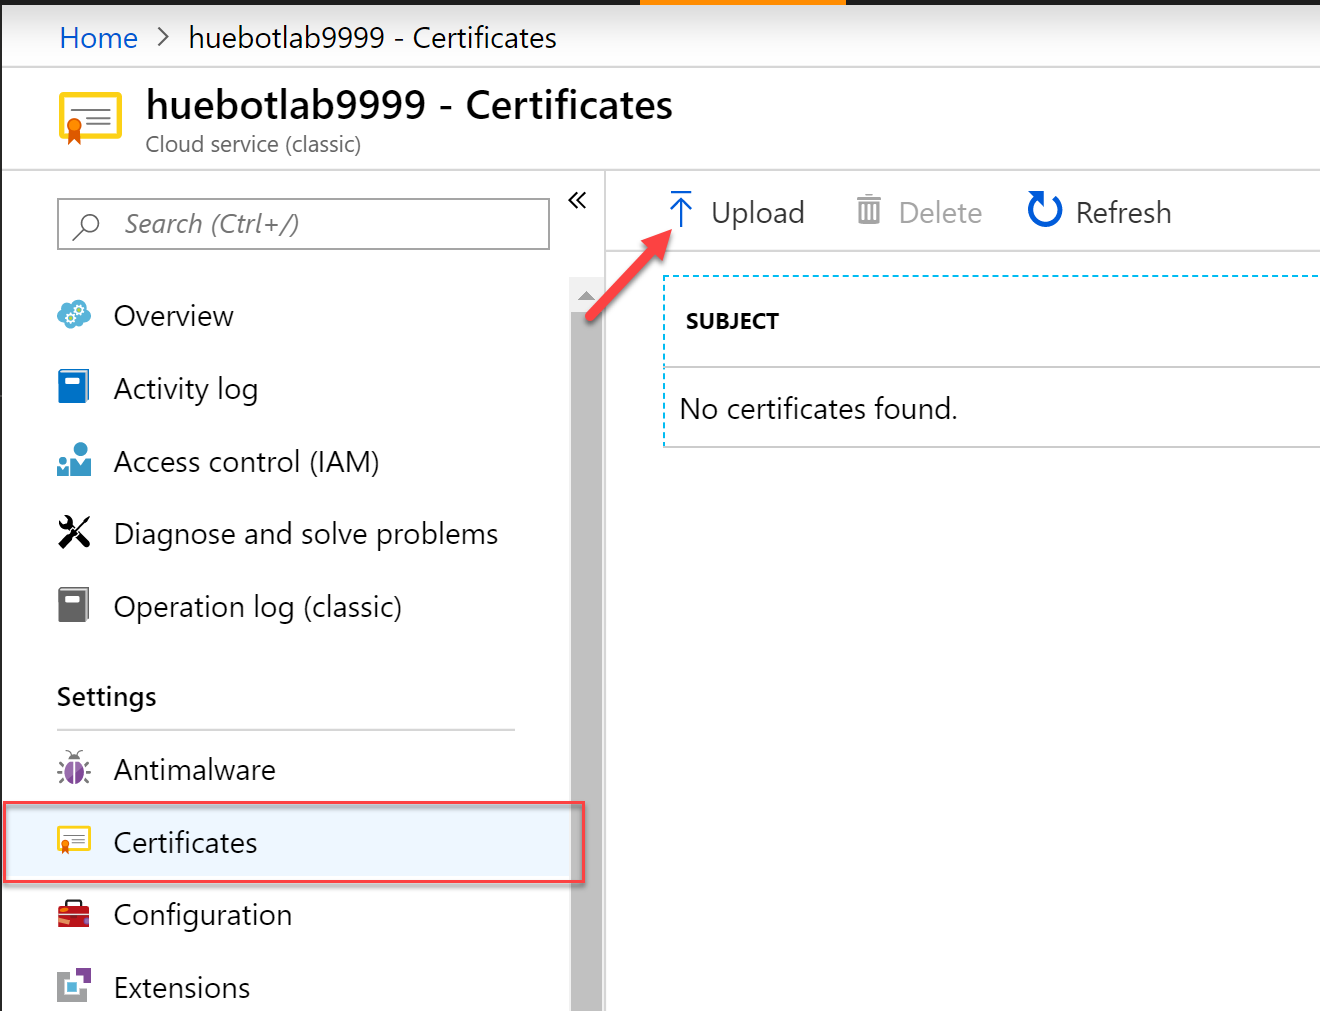 Home > huebotlab9999 - Certificates
huebotlab9999 - Certificates
Cloud service (classic)
Search (Ctrl+/)
«
Overview
Activity log
Access control (IAM)
Diagnose and solve problems
Operation log (classic)
Settings
Antimalware
Certificates
Configuration
Extensions
Upload Delete Refresh
SUBJECT
No certificates found.